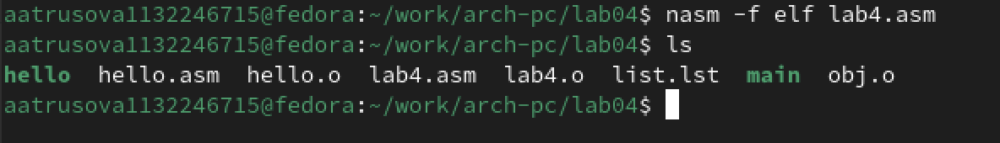 aatrusova1132246715@fedora:~/work/arch-pc/lab04$ nasm -f elf lab4.asm
aatrusova1132246715@fedora:~/work/arch-pc/lab04$ ls
hello  hello.asm  hello.o  lab4.asm  lab4.o  list.lst  main  obj.o
aatrusova1132246715@fedora:~/work/arch-pc/lab04$